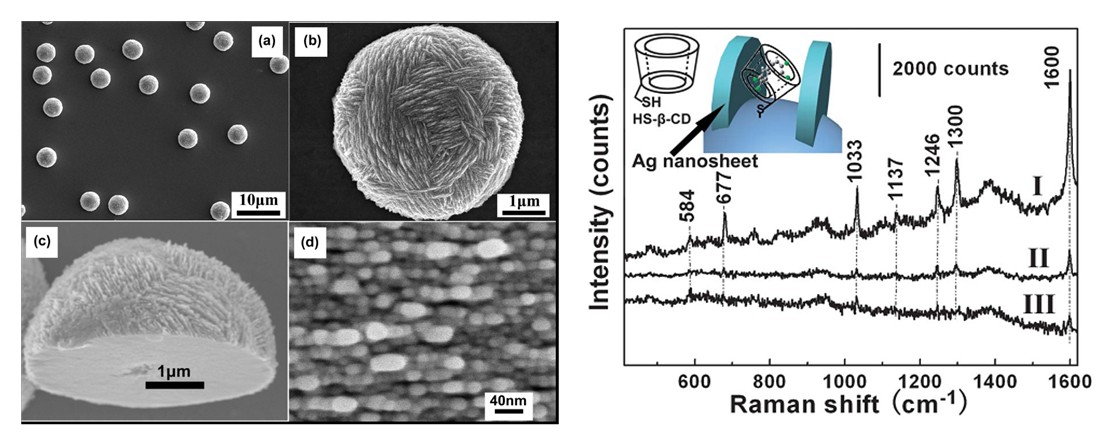 (a)
10μm
(b)
1μm
(c)
1μm
(d)
40nm
Intensity (counts)
SH
HS-β-CD
S
Ag nanosheet
2000 counts
584
677
1033
1137
1246
1300
1600
I
II
III
600 800 1000 1200 1400 1600
Raman shift (cm-1)